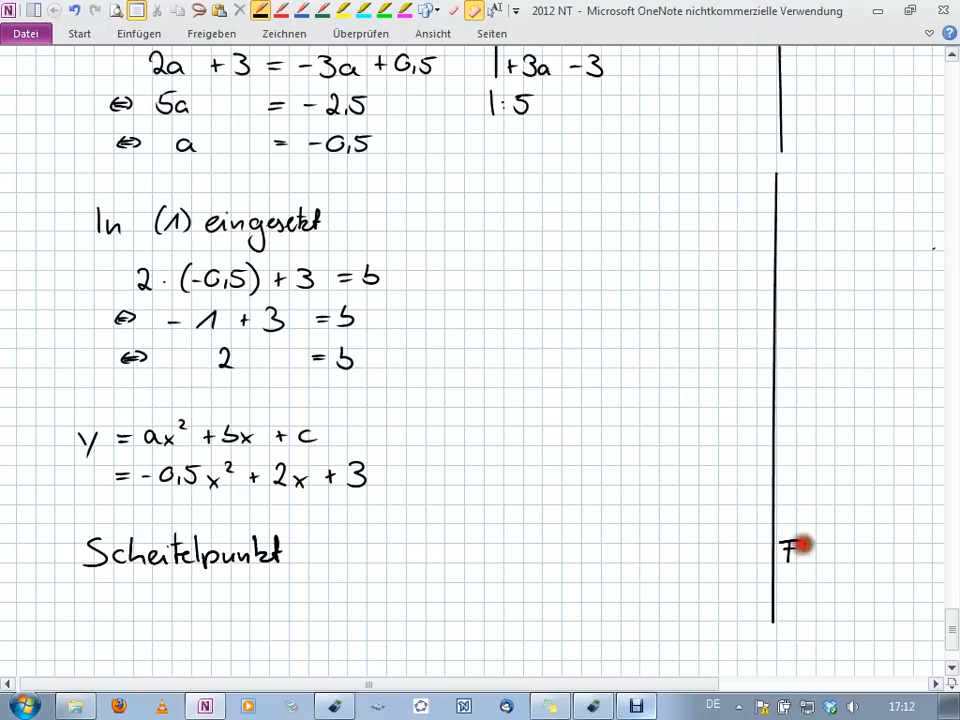 2012 NT - Microsoft OneNote nichtkommerzielle Verwendung
Datei Start Einfügen Freigeben Zeichnen Überprüfen Ansicht Seiten
2a + 3 = -3a + 0,5 |+3a -3
⇔ 5a = -2,5 |:5
⇔ a = -0,5
In (1) eingesetzt
2 · (-0,5) + 3 = b
⇔ -1 + 3 = b
⇔ 2 = b
y = ax² + bx + c
= -0,5x² + 2x + 3
Scheitelpunkt F
DE 17:12